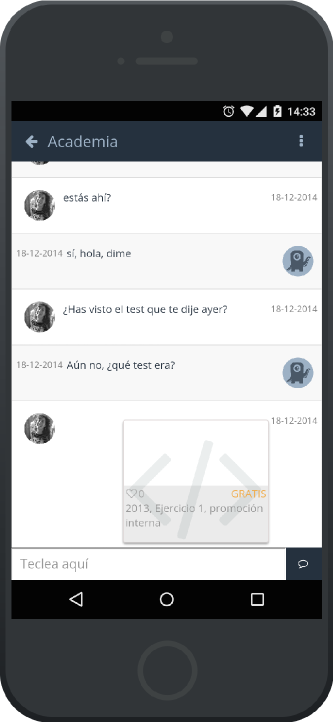 14:33
Academia
estás ahí?
18-12-2014
18-12-2014 sí, hola, dime
¿Has visto el test que te dije ayer?
18-12-2014
18-12-2014 Aún no, ¿qué test era?
18-12-2014
</>
0 GRATIS
2013, Ejercicio 1, promoción
interna
Teclea aquí